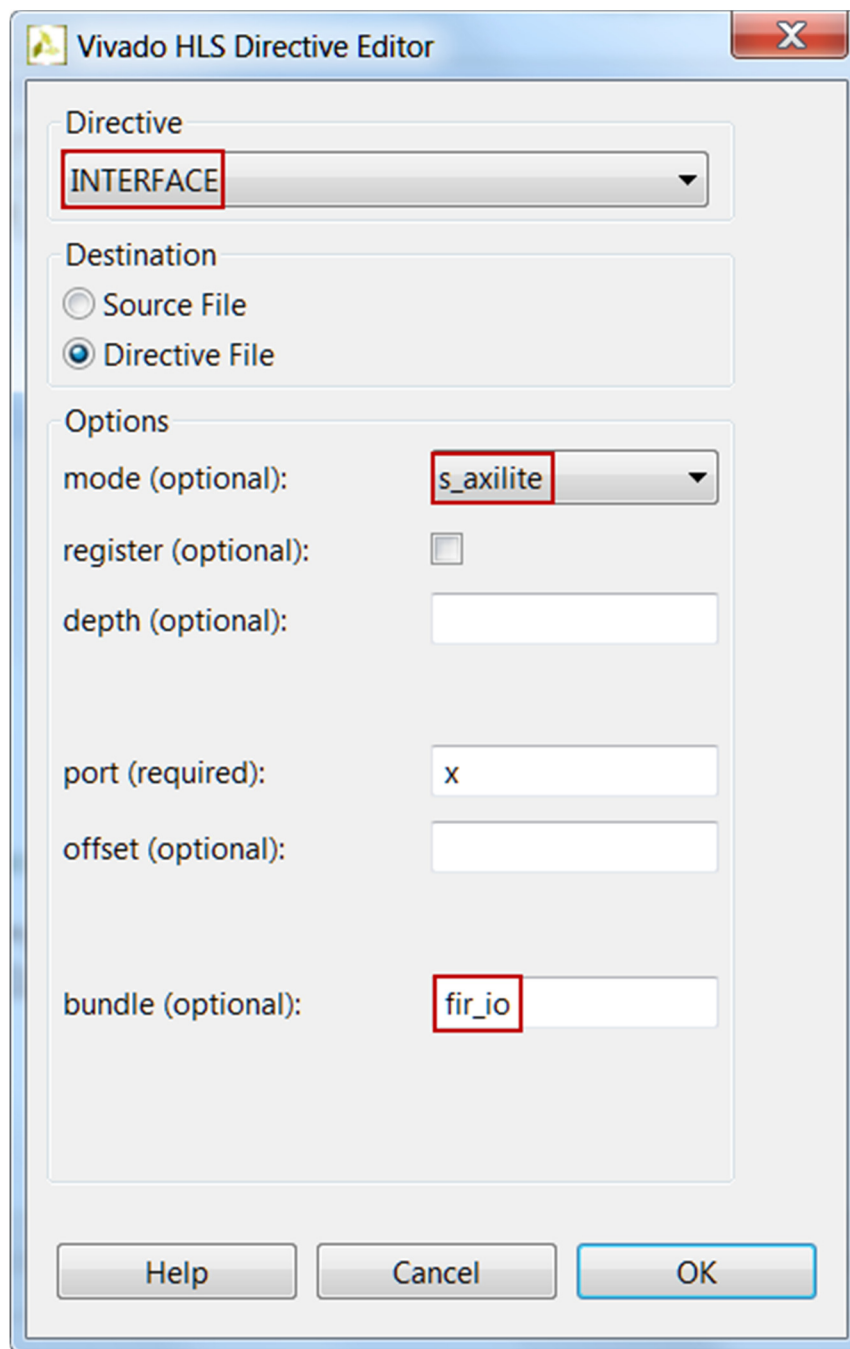 Vivado HLS Directive Editor
Directive
INTERFACE
Destination
Source File
Directive File
Options
mode (optional): s_axilite
register (optional):
depth (optional):
port (required): x
offset (optional):
bundle (optional): fir_io
Help Cancel OK